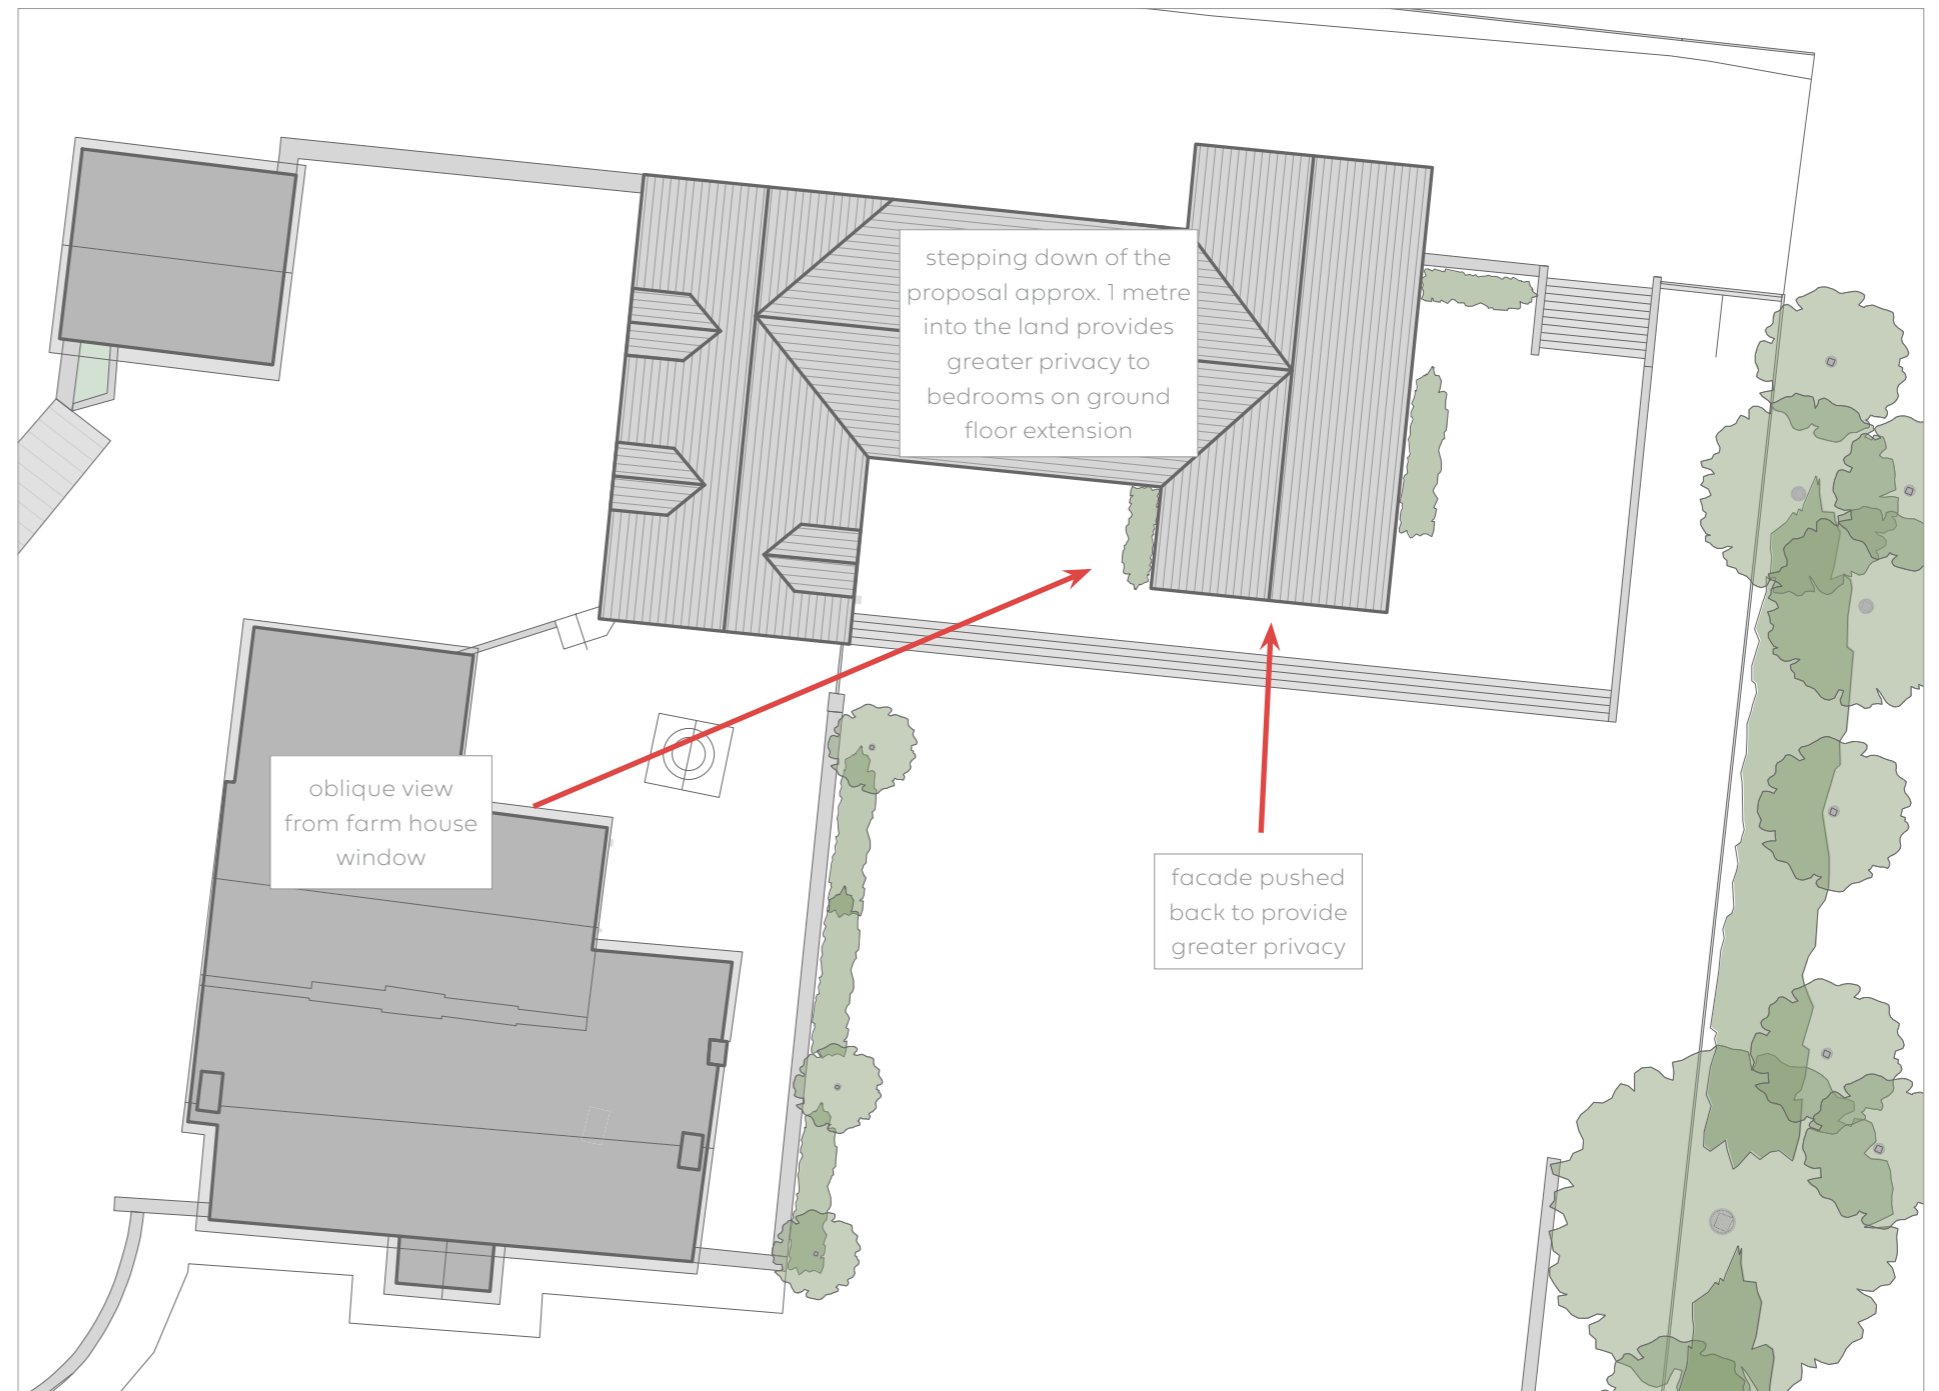 stepping down of the
proposal approx. 1 metre
into the land provides
greater privacy to
bedrooms on ground
floor extension
oblique view
from farm house
window
facade pushed
back to provide
greater privacy